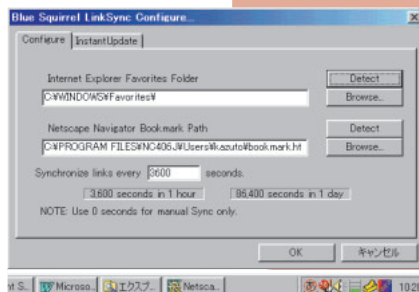 Blue Squirrel LinkSync Configure...
Configure InstantUpdate
Internet Explorer Favorites Folder
Detect
C:¥WINDOWS¥Favorites¥
Browse..
Netscape Navigator Bookmark Path
Detect
C:¥PROGRAM FILES¥NC406J¥Users¥kazuto¥bookmark.ht
Browse..
Synchronize links every 3600 seconds.
3,600 seconds in 1 hour 86,400 seconds in 1 day
NOTE: Use 0 seconds for manual Sync only.
OK キャンセル
nt S.. Microso.. エクスプ.. Netsca..